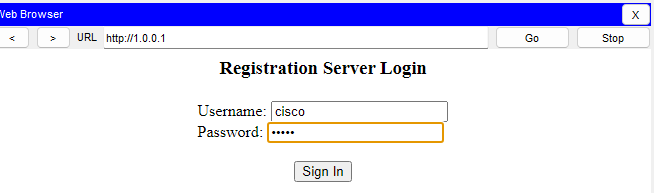 Web Browser X
< > URL http://1.0.0.1 Go Stop
Registration Server Login
Username: cisco
Password: •••••
Sign In